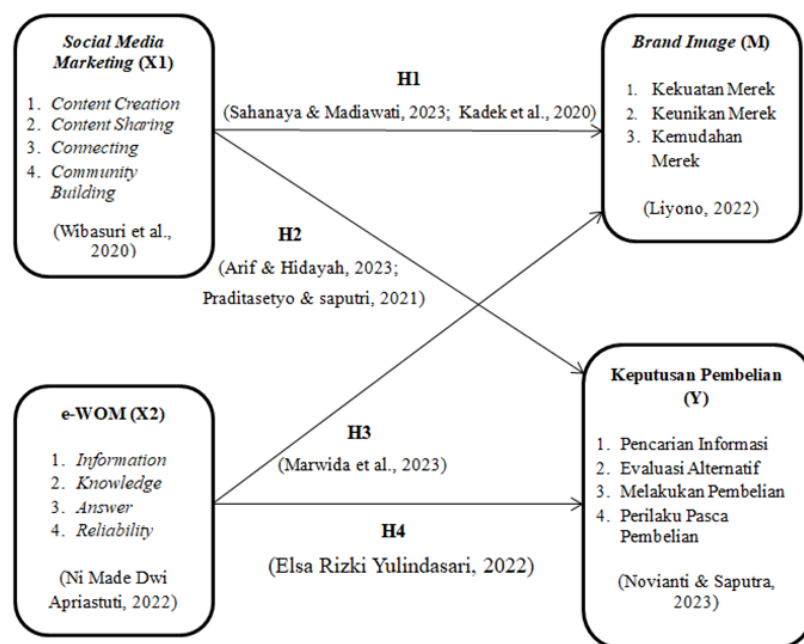 Social Media
Marketing (X1)
1. Content Creation
2. Content Sharing
3. Connecting
4. Community
Building
(Wibasuri et al.,
2020)
H1
(Sahanaya & Madiawati, 2023; Kadek et al., 2020)
Brand Image (M)
1. Kekuatan Merek
2. Keunikan Merek
3. Kemudahan
Merek
(Liyono, 2022)
H2
(Arif & Hidayah, 2023;
Praditasetyo & saputri, 2021)
e-WOM (X2)
1. Information
2. Knowledge
3. Answer
4. Reliability
(Ni Made Dwi
Apriastuti, 2022)
H3
(Marwida et al., 2023)
H4
(Elsa Rizki Yulindasari, 2022)
Keputusan Pembelian
(Y)
1. Pencarian Informasi
2. Evaluasi Alternatif
3. Melakukan Pembelian
4. Perilaku Pasca
Pembelian
(Novianti & Saputra,
2023)